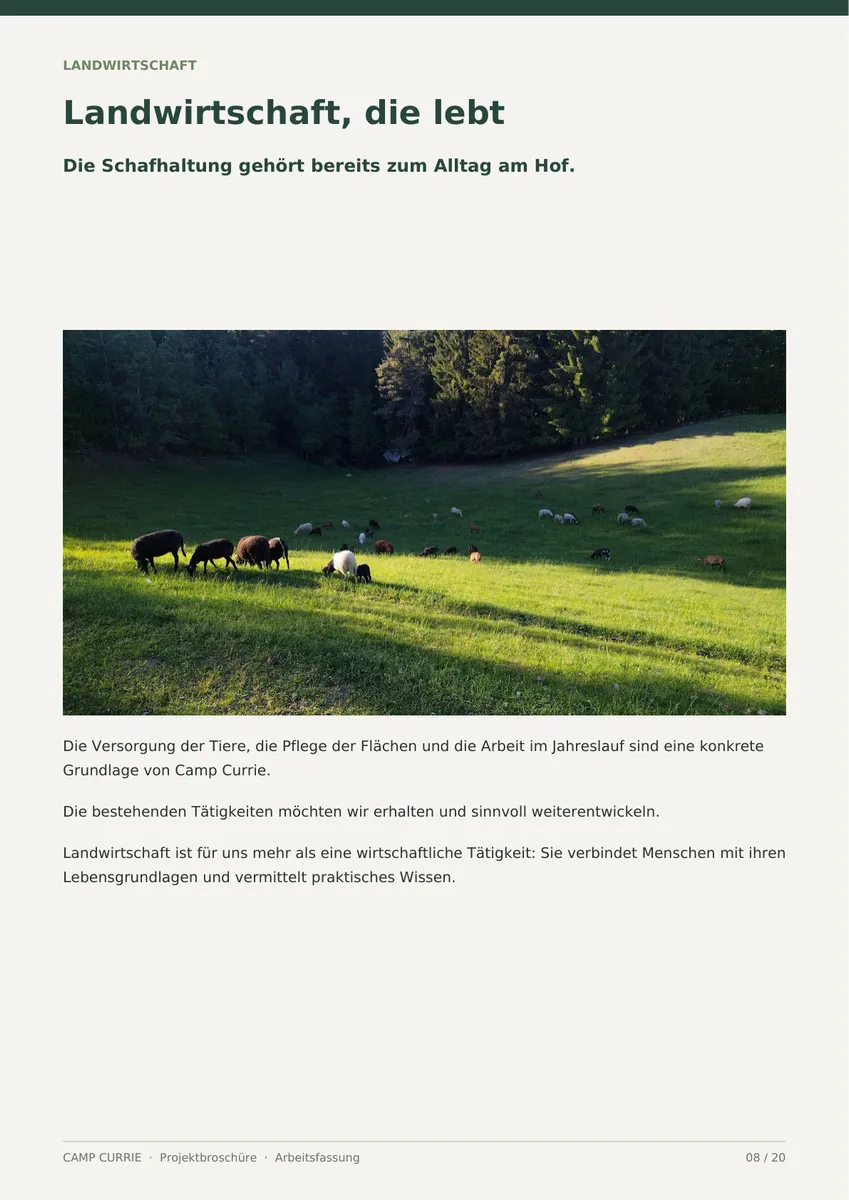 LANDWIRTSCHAFT
Landwirtschaft, die lebt
Die Schafhaltung gehört bereits zum Alltag am Hof.
Die Versorgung der Tiere, die Pflege der Flächen und die Arbeit im Jahreslauf sind eine konkrete
Grundlage von Camp Currie.
Die bestehenden Tätigkeiten möchten wir erhalten und sinnvoll weiterentwickeln.
Landwirtschaft ist für uns mehr als eine wirtschaftliche Tätigkeit: Sie verbindet Menschen mit ihren
Lebensgrundlagen und vermittelt praktisches Wissen.
CAMP CURRIE · Projektbroschüre · Arbeitsfassung 08 / 20